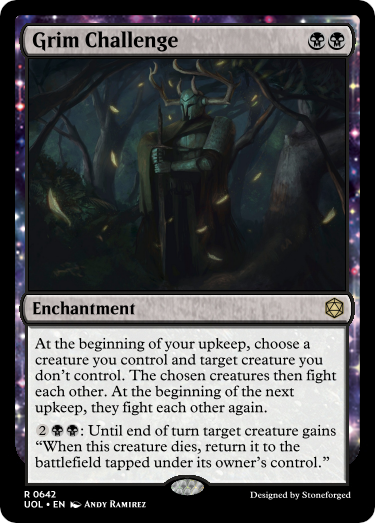 Grim Challenge
Enchantment
At the beginning of your upkeep, choose a
creature you control and target creature you
don't control. The chosen creatures then fight
each other. At the beginning of the next
upkeep, they fight each other again.
2 : Until end of turn target creature gains
“When this creature dies, return it to the
battlefield tapped under its owner's control.”
R 0642
UOL • EN Andy Ramirez
Designed by Stoneforged